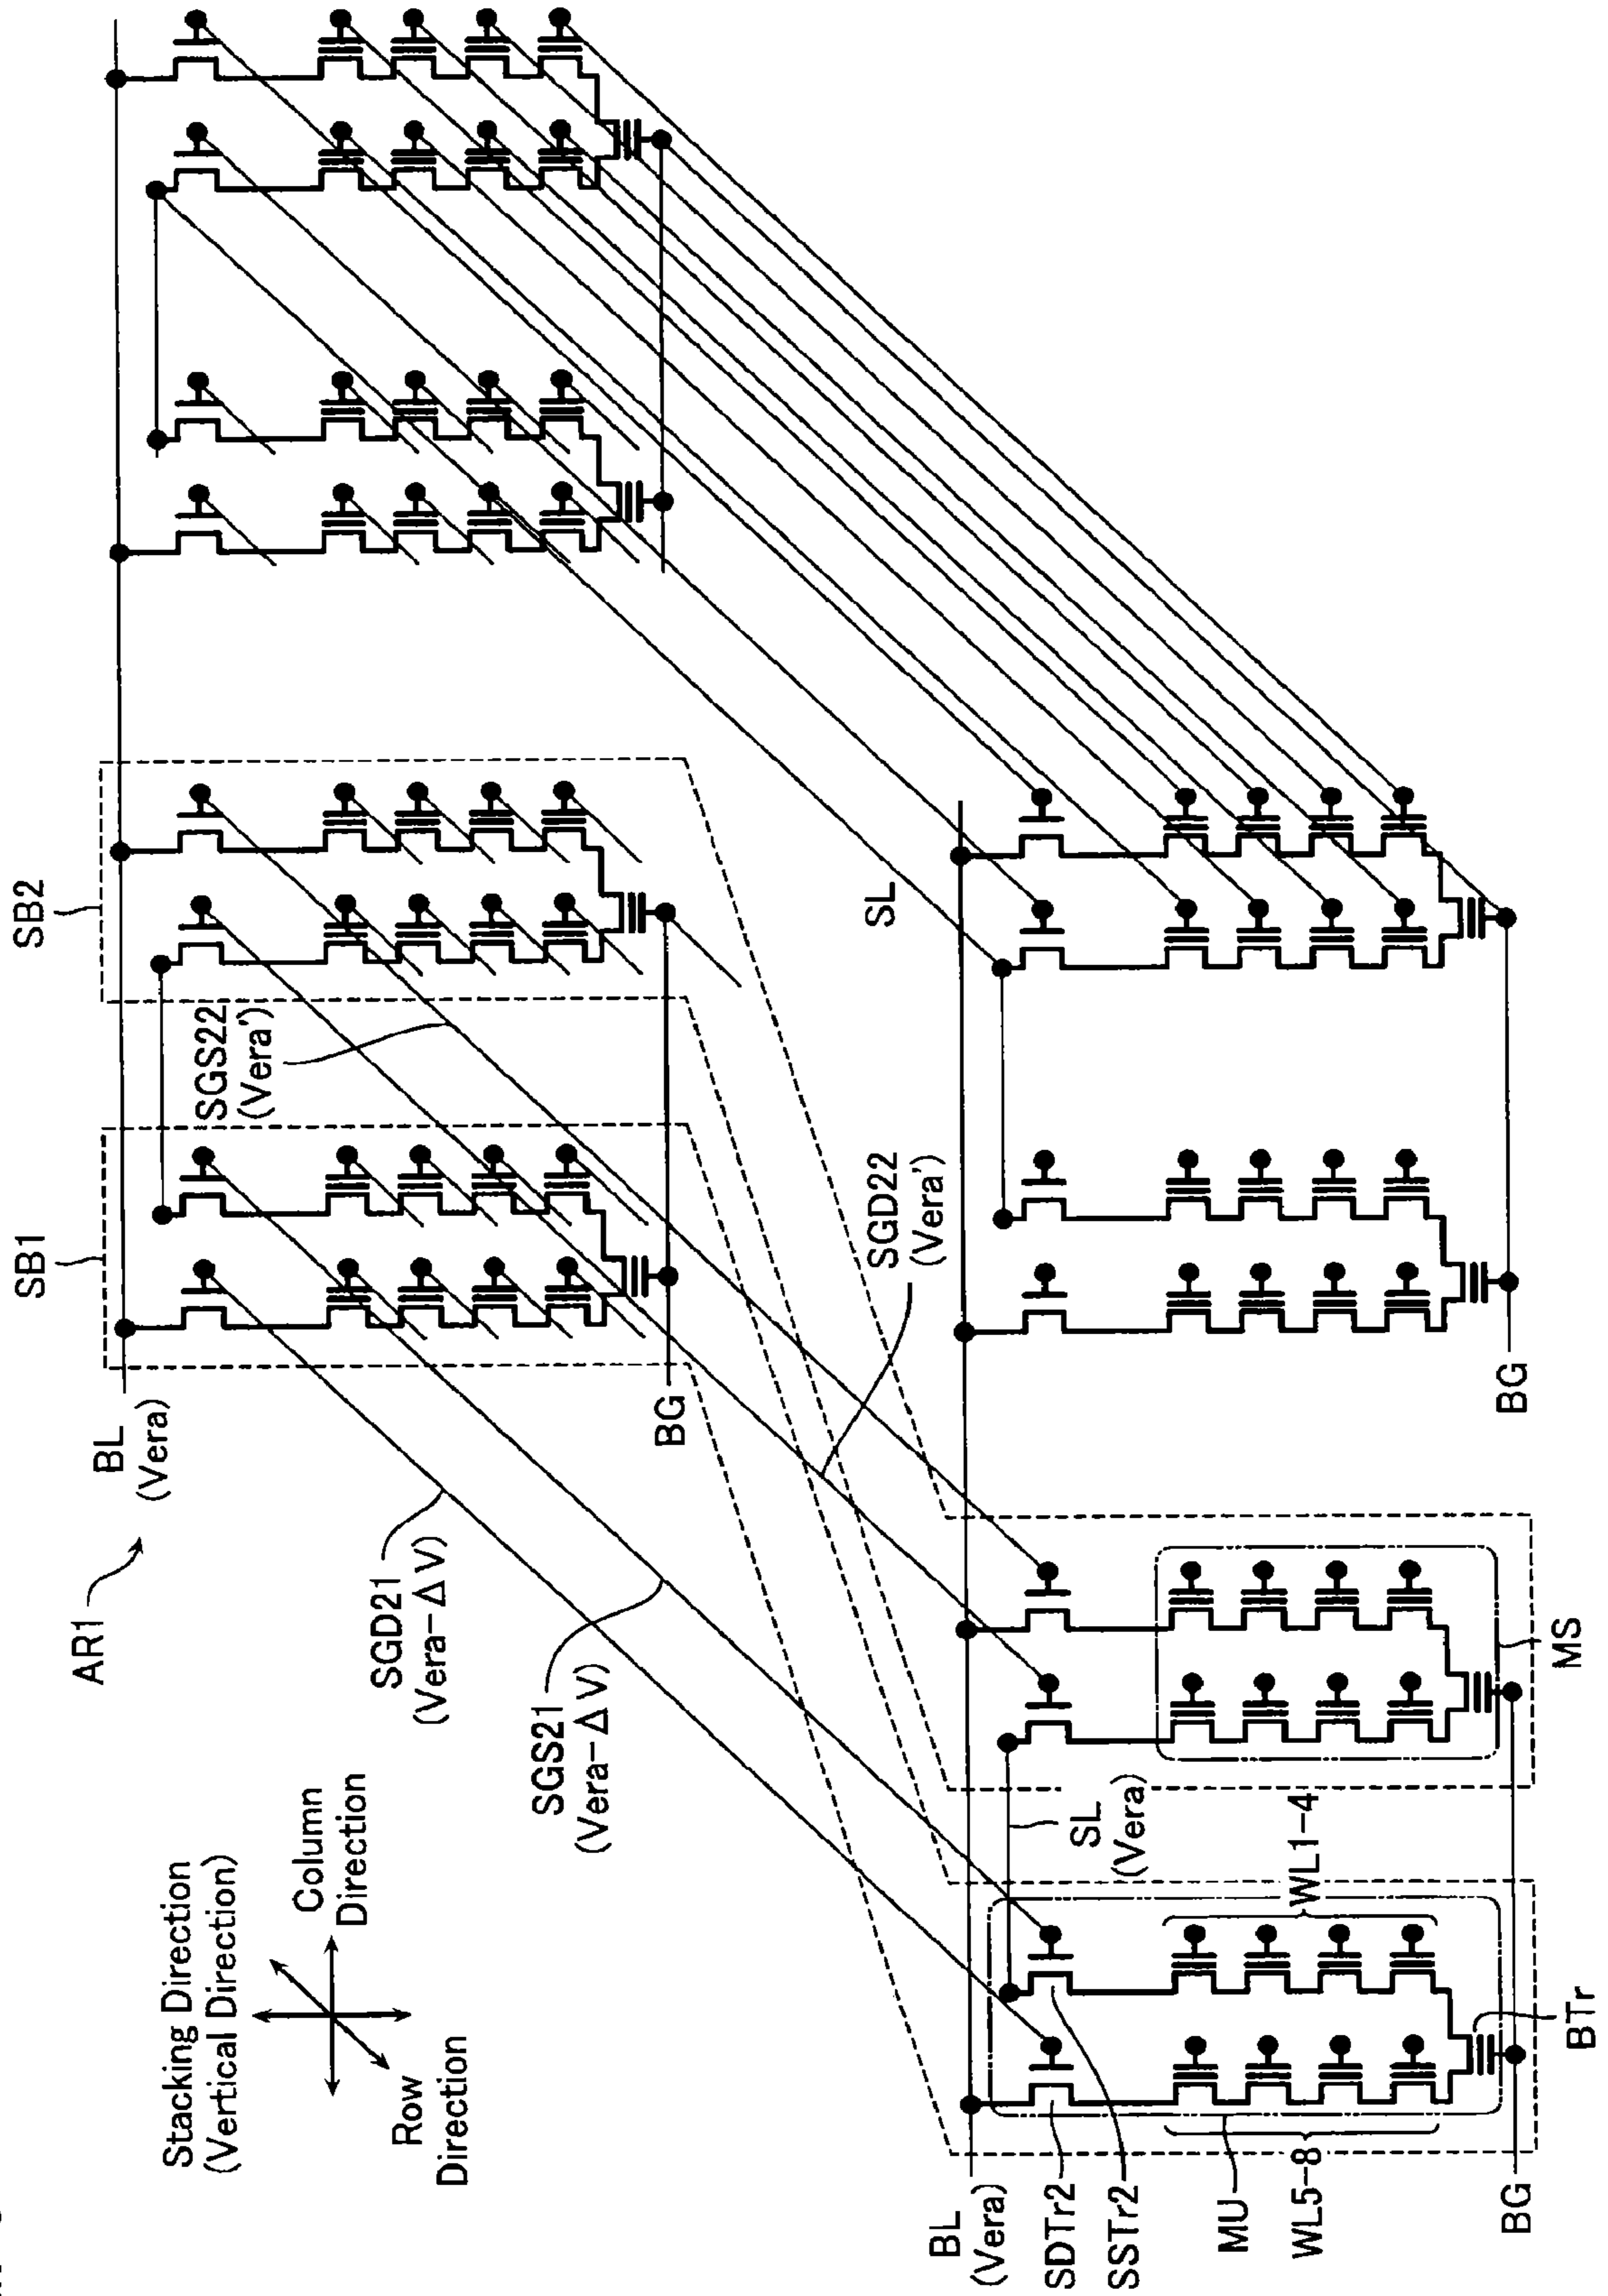 Stacking Direction
(Vertical Direction)
Column
Direction
Row
Direction
AR1
BL
(Vera)
SB1
SB2
SGD21
(Vera-ΔV)
SGS21
(Vera-ΔV)
SGS22
(Vera')
BG
SGD22
(Vera')
SL
BL
(Vera)
SDTr2
SSTr2
MU
WL5-8
BG
SL
(Vera)
WL1-4
BTr
MS
BG